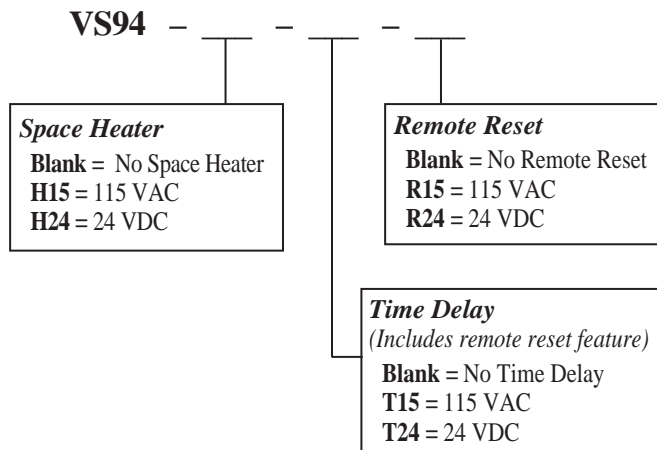 VS94 – ___ – ___ – ___
Space Heater
Blank = No Space Heater
H15 = 115 VAC
H24 = 24 VDC
Remote Reset
Blank = No Remote Reset
R15 = 115 VAC
R24 = 24 VDC
Time Delay
(Includes remote reset feature)
Blank = No Time Delay
T15 = 115 VAC
T24 = 24 VDC